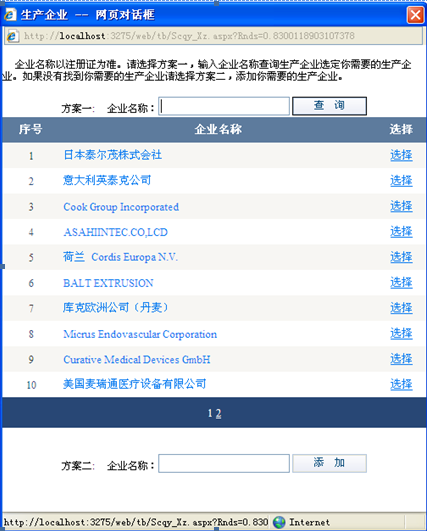 生产企业 -- 网页对话框
http://localhost:3275/web/tb/Scqy_Xz.aspx?Rnds=0.8300118903107378
企业名称以注册证为准。请选择方案一，输入企业名称查询生产企业选定你需要的生产企
业。如果没有找到你需要的生产企业请选择方案二，添加你需要的生产企业。
方案一: 企业名称: 查 询
序号 企业名称 选择
1 日本泰尔茂株式会社 选择
2 意大利英泰克公司 选择
3 Cook Group Incorporated 选择
4 ASAHIINTEC.CO,LCD 选择
5 荷兰 Cordis Europa N.V. 选择
6 BALT EXTRUSION 选择
7 库克欧洲公司（丹麦） 选择
8 Micrus Endovascular Corporation 选择
9 Curative Medical Devices GmbH 选择
10 美国麦瑞通医疗设备有限公司 选择
1 2
方案二: 企业名称: 添 加
http://localhost:3275/web/tb/Scqy_Xz.aspx?Rnds=0.830 Internet